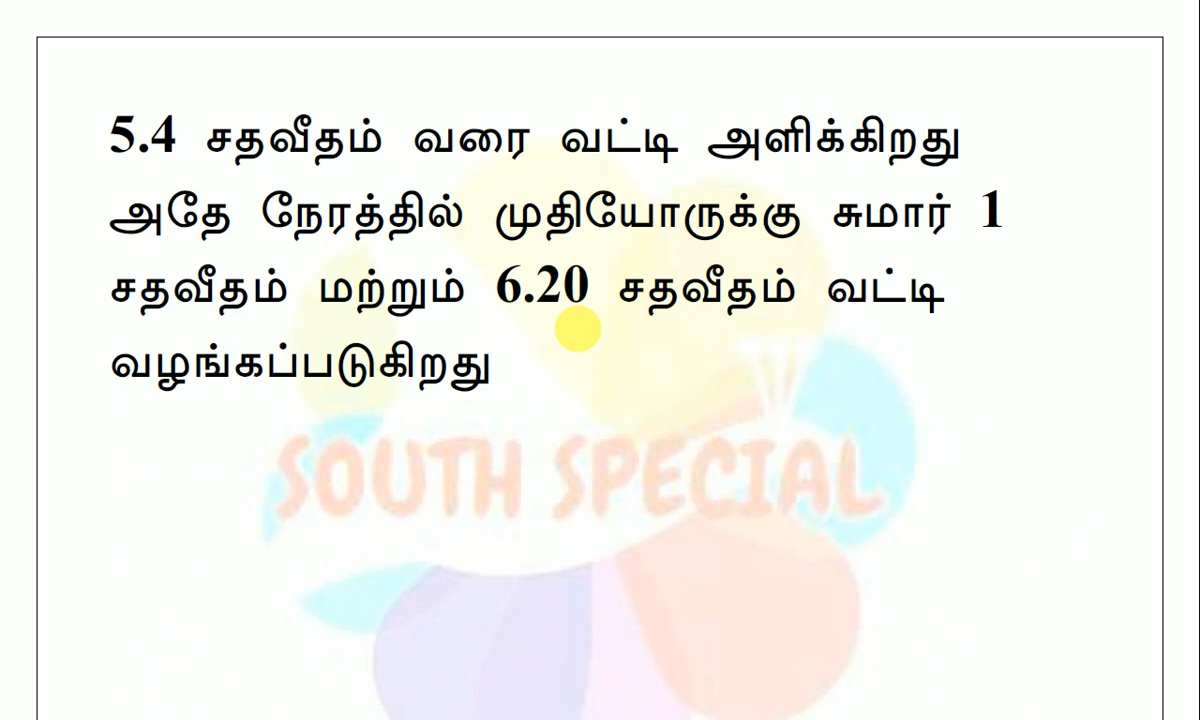 5.4 சதவீதம் வரை வட்டி அளிக்கிறது
அதே நேரத்தில் முதியோருக்கு சுமார் 1
சதவீதம் மற்றும் 6.20 சதவீதம் வட்டி
வழங்கப்படுகிறது
SOUTH SPECIAL